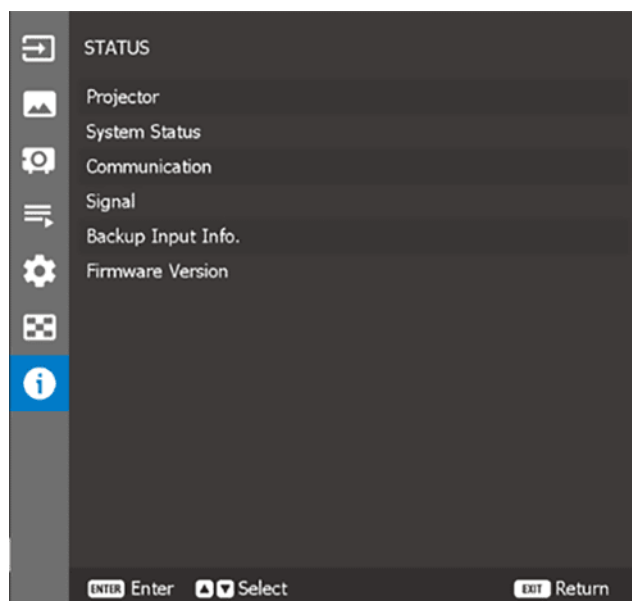 STATUS
Projector
System Status
Communication
Signal
Backup Input Info.
Firmware Version
ENTER Enter ▲▼ Select EXIT Return